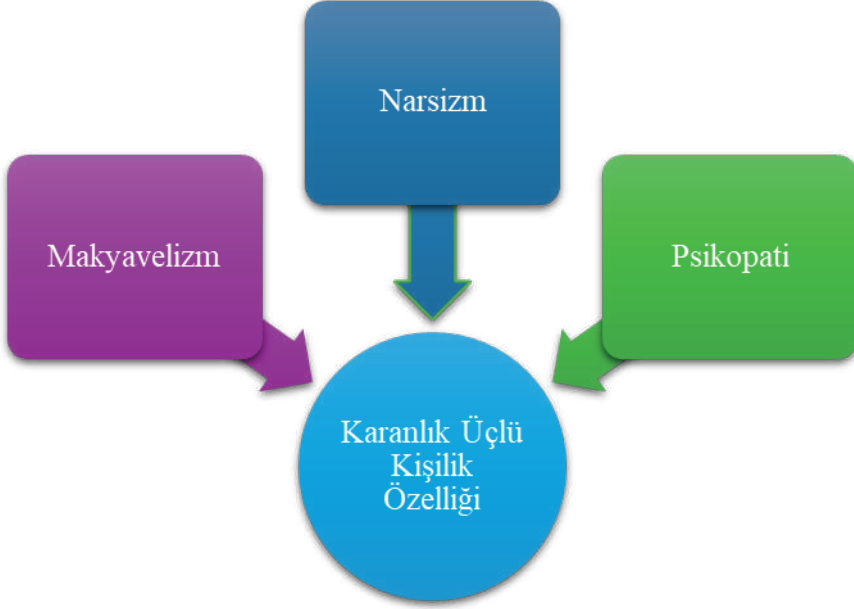 Narsizm
Makyavelizm
Psikopati
Karanlık Üçlü
Kişilik
Özelliği